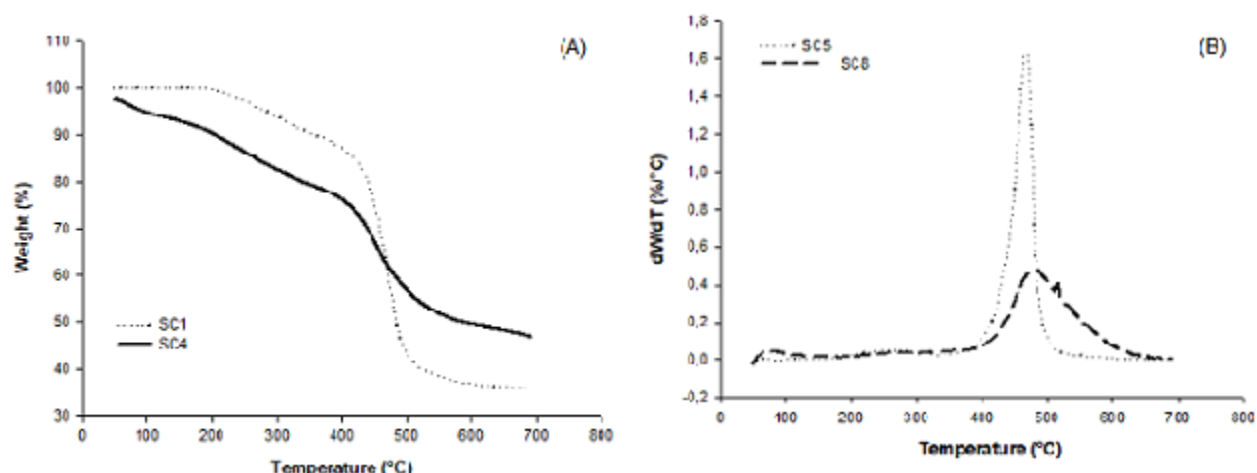 (A)
110
100
90
80
70
60
50
40
30
Weight (%)
SC1
SC4
0 100 200 300 400 500 600 700 800
Temperature (°C)
(B)
1,8
1,6
1,4
1,2
1,0
0,8
0,6
0,4
0,2
0,0
-0,2
dW/dT (%/°C)
SC5
SC8
0 100 200 300 400 500 600 700 800
Temperature (°C)